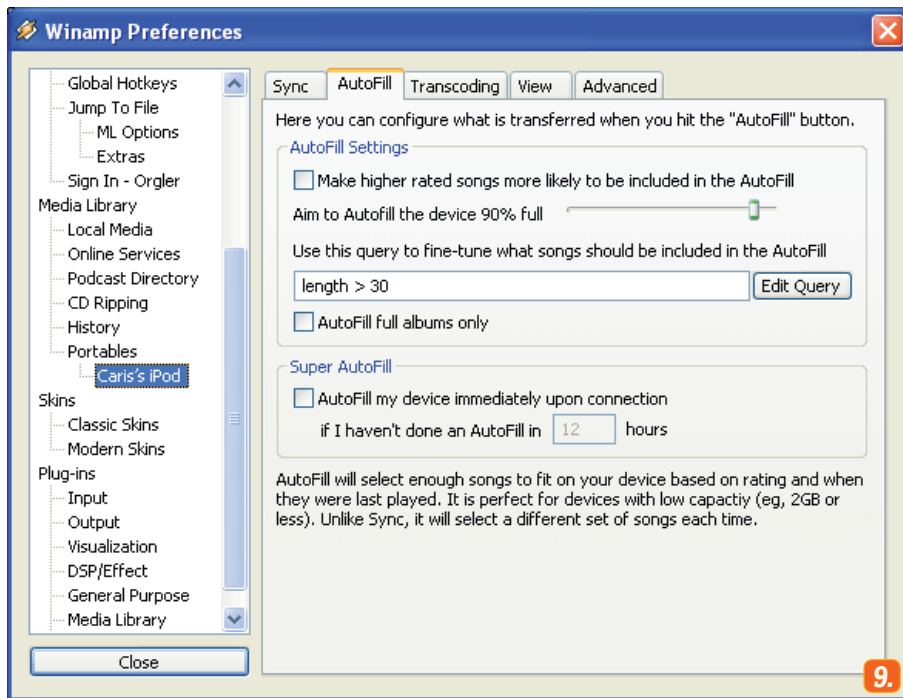 Winamp Preferences
Global Hotkeys
Jump To File
ML Options
Extras
Sign In - Orgler
Media Library
Local Media
Online Services
Podcast Directory
CD Ripping
History
Portables
Caris's iPod
Skins
Classic Skins
Modern Skins
Plug-ins
Input
Output
Visualization
DSP/Effect
General Purpose
Media Library
Close
Sync AutoFill Transcoding View Advanced
Here you can configure what is transferred when you hit the "AutoFill" button.
AutoFill Settings
Make higher rated songs more likely to be included in the AutoFill
Aim to Autofill the device 90% full
Use this query to fine-tune what songs should be included in the AutoFill
length > 30 Edit Query
AutoFill full albums only
Super AutoFill
AutoFill my device immediately upon connection
if I haven't done an AutoFill in 12 hours
AutoFill will select enough songs to fit on your device based on rating and when
they were last played. It is perfect for devices with low capactiy (eg, 2GB or
less). Unlike Sync, it will select a different set of songs each time.
9.